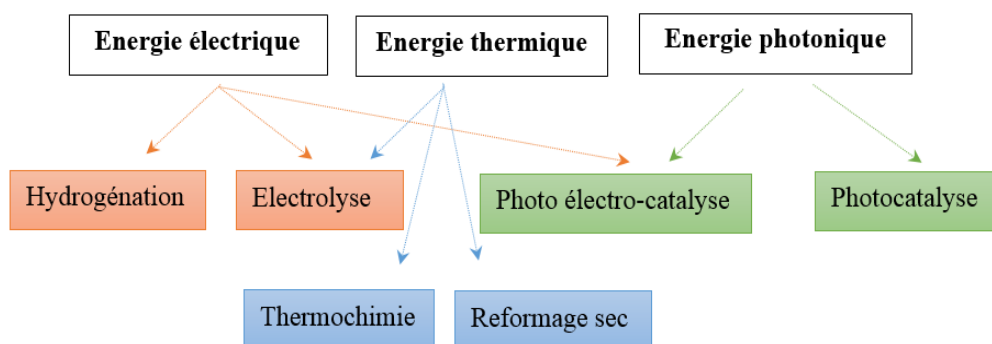 Energie électrique
Energie thermique
Energie photonique
Hydrogénation
Electrolyse
Photo électro-catalyse
Photocatalyse
Thermochimie
Reformage sec